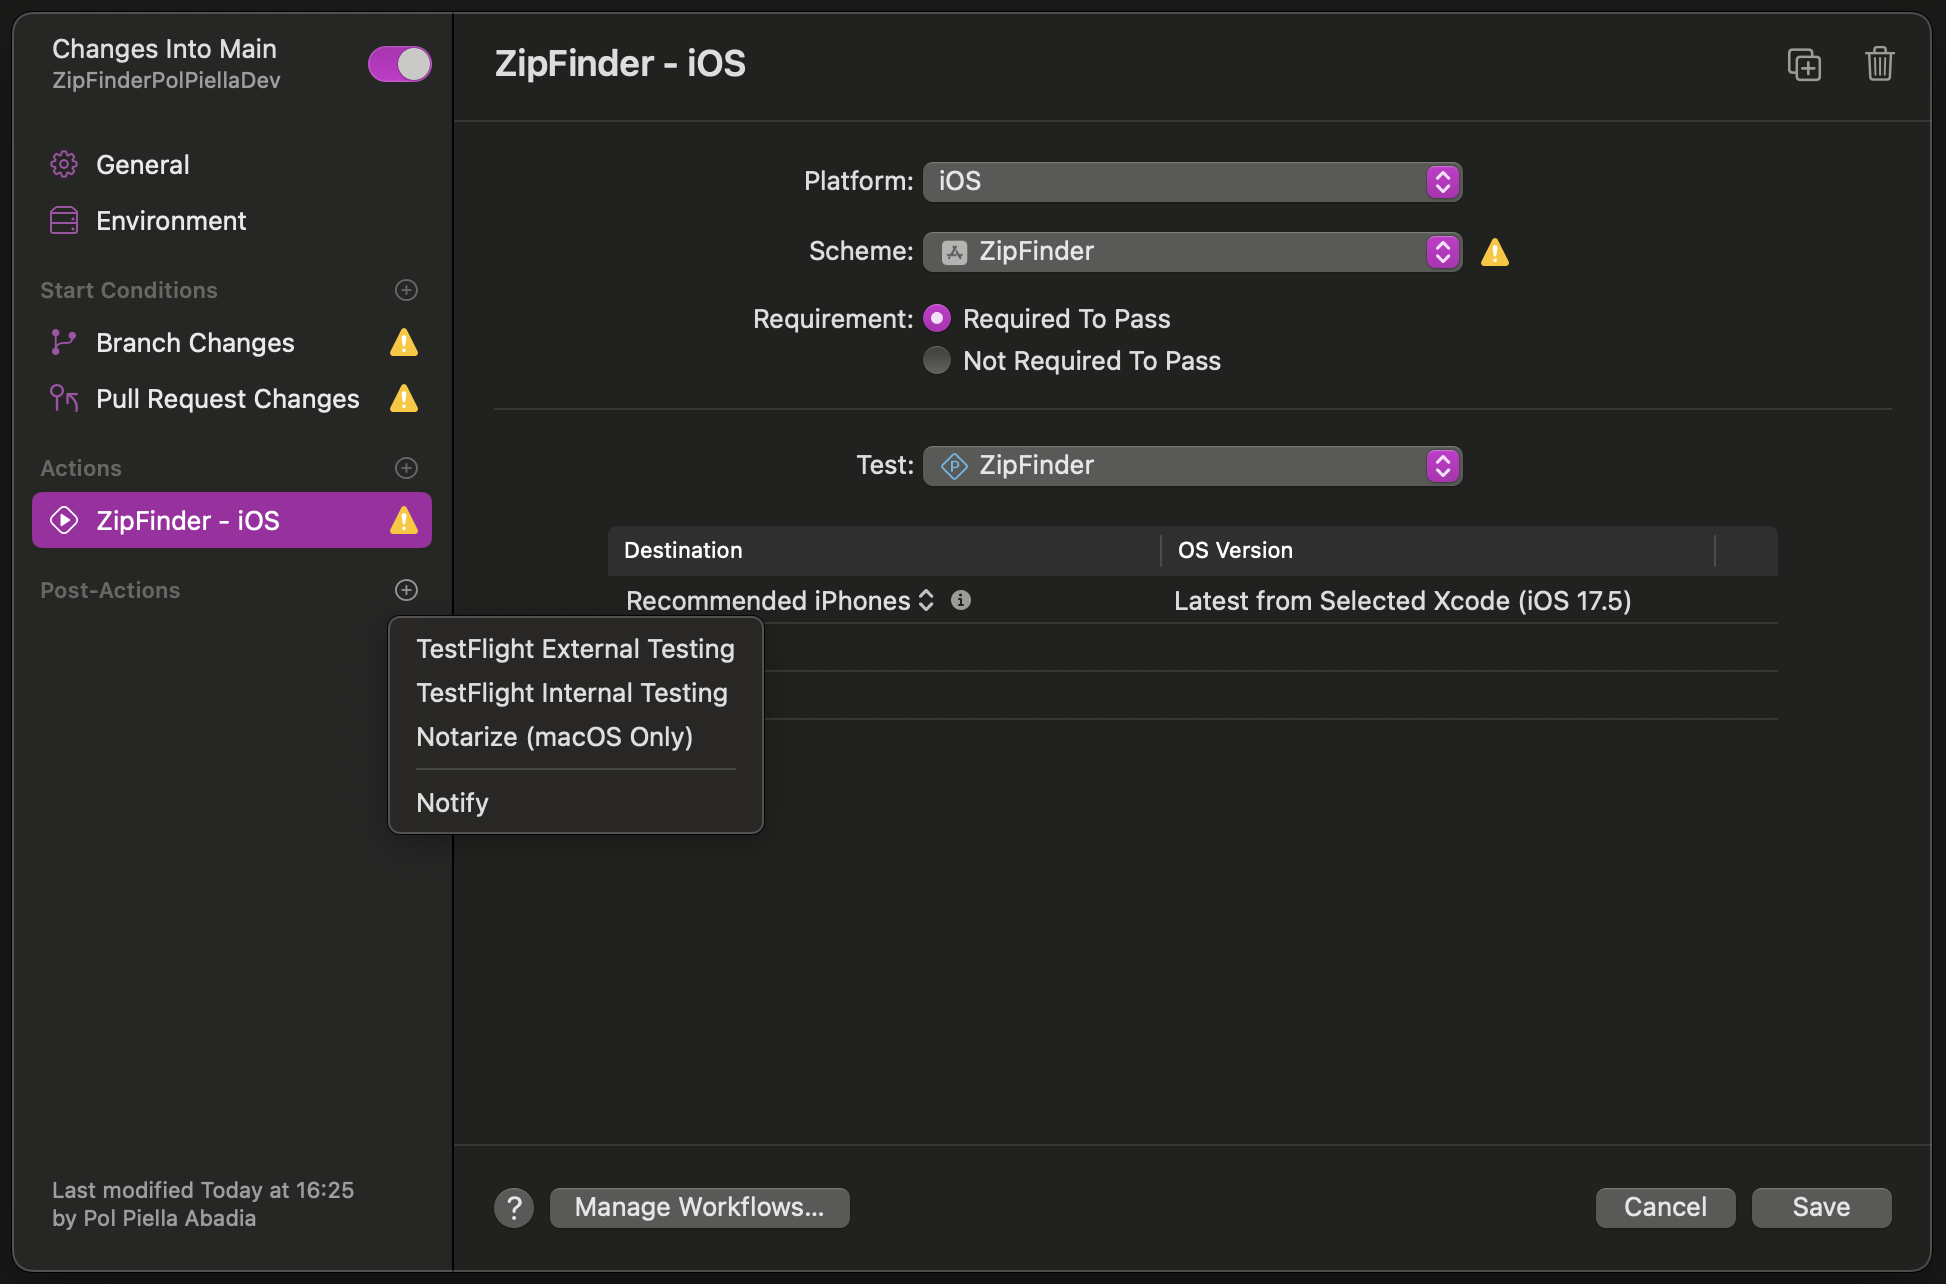 Changes Into Main
ZipFinderPolPiellaDev
General
Environment
Start Conditions
Branch Changes
Pull Request Changes
Actions
ZipFinder - iOS
Post-Actions
TestFlight External Testing
TestFlight Internal Testing
Notarize (macOS Only)
Notify
Last modified Today at 16:25
by Pol Piella Abadia
ZipFinder - iOS
Platform: iOS
Scheme: ZipFinder
Requirement: Required To Pass
Not Required To Pass
Test: ZipFinder
Destination OS Version
Recommended iPhones Latest from Selected Xcode (iOS 17.5)
? Manage Workflows... Cancel Save